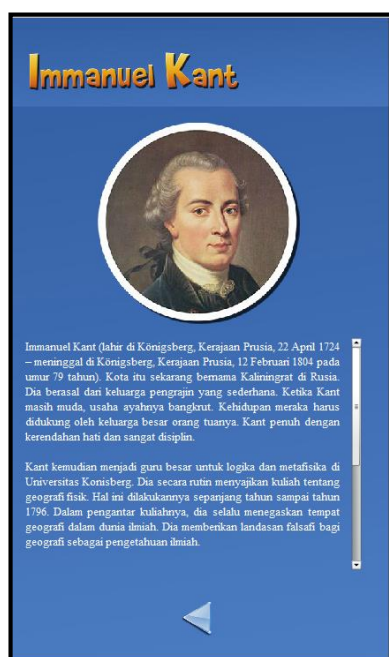 Immanuel Kant
Immanuel Kant (lahir di Königsberg, Kerajaan Prusia, 22 April 1724
– meninggal di Königsberg, Kerajaan Prusia, 12 Februari 1804 pada
umur 79 tahun). Kota itu sekarang bernama Kaliningrat di Rusia.
Dia berasal dari keluarga pengrajin yang sederhana. Ketika Kant
masih muda, usaha ayahnya bangkrut. Kehidupan meraka harus
didukung oleh keluarga besar orang tuanya. Kant penuh dengan
kerendahan hati dan sangat disiplin.
Kant kemudian menjadi guru besar untuk logika dan metafisika di
Universitas Konisberg. Dia secara rutin menyajikan kuliah tentang
geografi fisik. Hal ini dilakukannya sepanjang tahun sampai tahun
1796. Dalam pengantar kuliahnya, dia selalu menegaskan tempat
geografi dalam dunia ilmiah. Dia memberikan landasan falsafi bagi
geografi sebagai pengetahuan ilmiah.